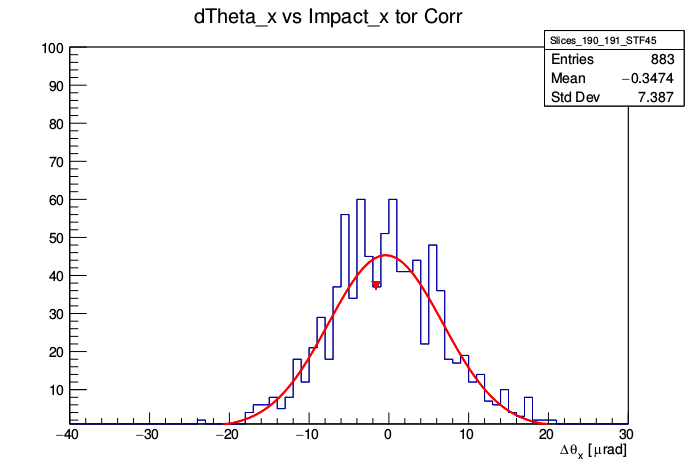 dTheta_x vs Impact_x tor Corr
Slices_190_191_STF45
Entries 883
Mean −0.3474
Std Dev 7.387
100
90
80
70
60
50
40
30
20
10
−40 −30 −20 −10 0 10 20 30
Δθx [μrad]